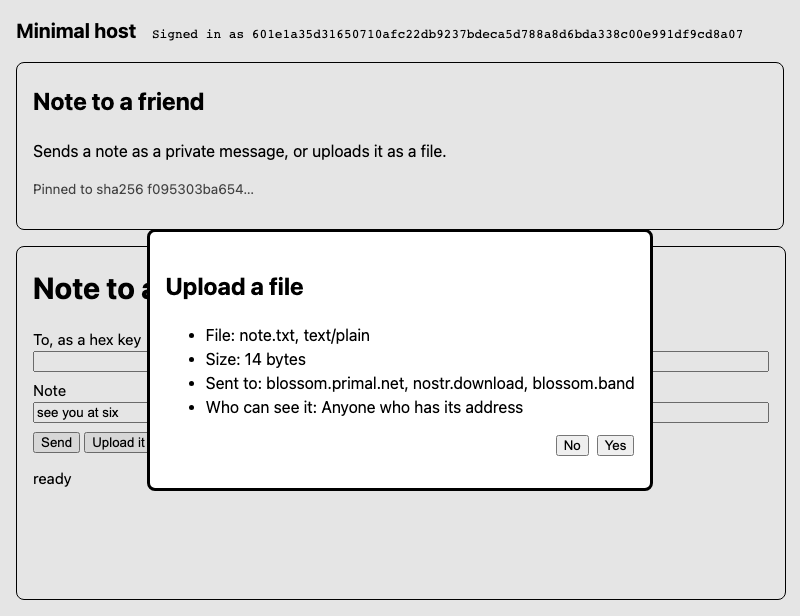 Minimal host Signed in as 601e1a35d31650710afc22db9237bdeca5d788a8d6bda338c00e991df9cd8a07
Note to a friend
Sends a note as a private message, or uploads it as a file.
Pinned to sha256 f095303ba654...
Note to a
To, as a hex key
Note
see you at six
Send Upload it
ready
Upload a file
• File: note.txt, text/plain
• Size: 14 bytes
• Sent to: blossom.primal.net, nostr.download, blossom.band
• Who can see it: Anyone who has its address
No Yes